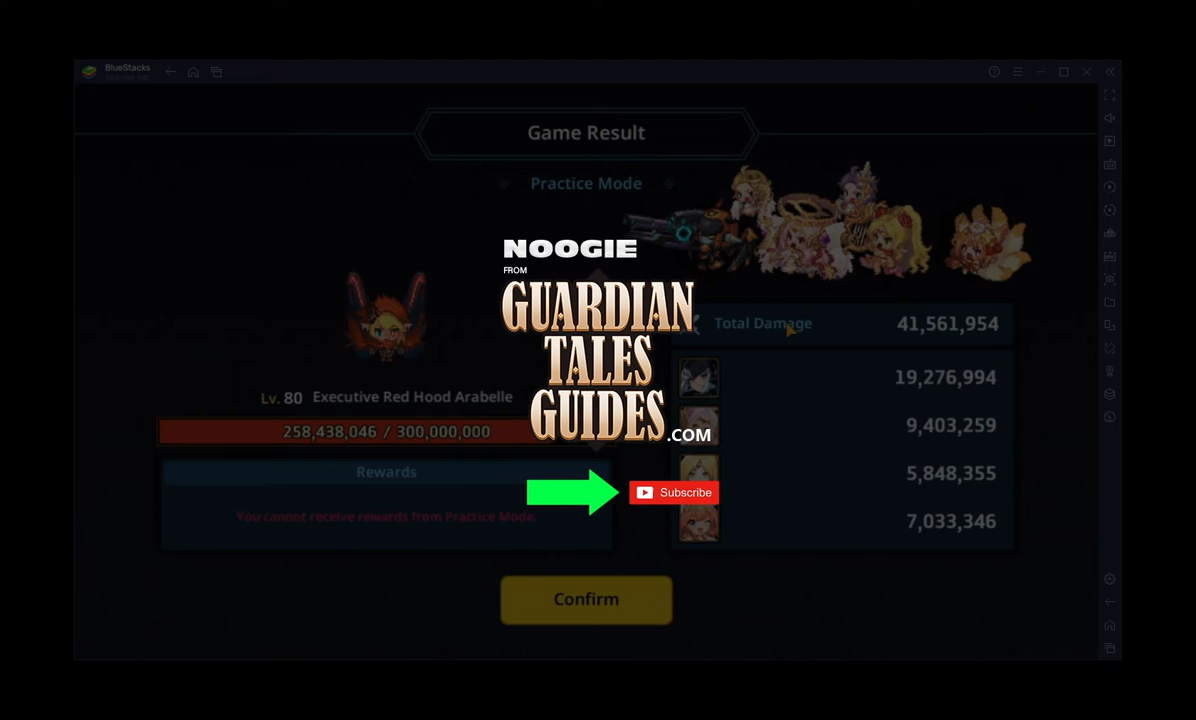 BlueStacks
Game Result
Practice Mode
NOOGIE
FROM
GUARDIAN
TALES
GUIDES
.COM
Total Damage 41,561,954
19,276,994
9,403,259
5,848,355
7,033,346
Lv. 80 Executive Red Hood Arabelle
258,438,046 / 300,000,000
Rewards
You cannot receive rewards from Practice Mode.
Subscribe
Confirm